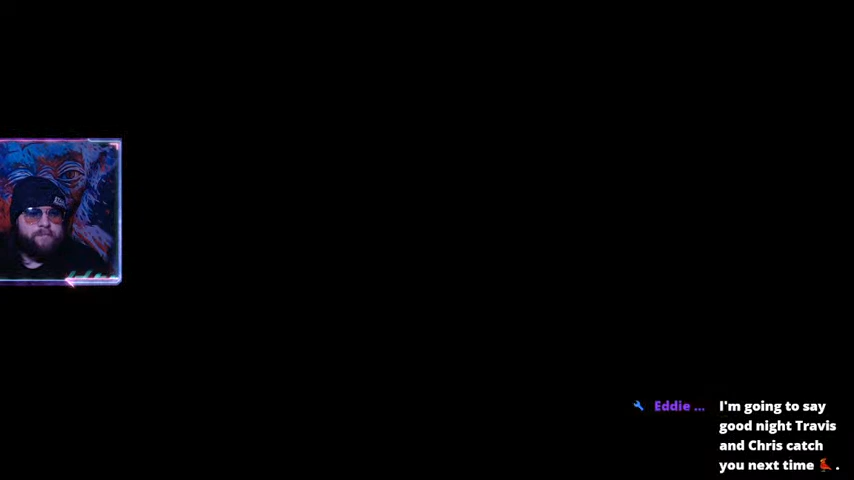 Eddie ... I'm going to say
good night Travis
and Chris catch
you next time 🐦.